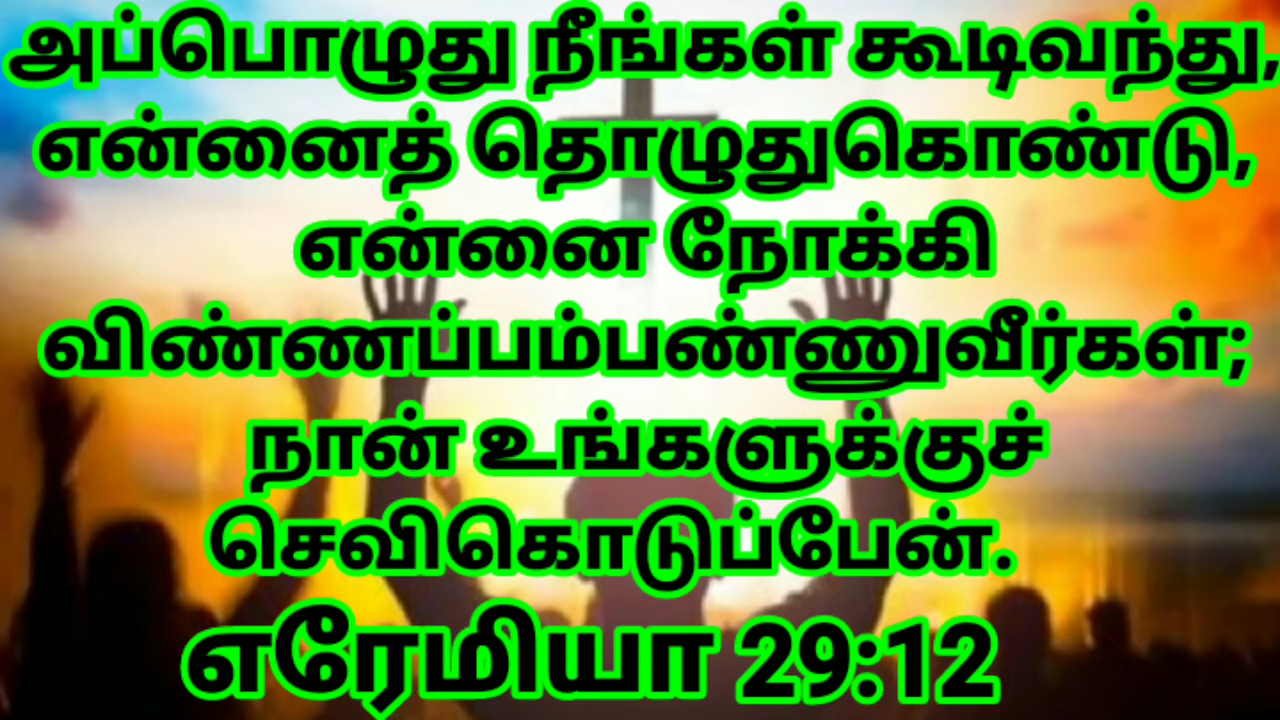 அப்பொழுது நீங்கள் கூடிவந்து,
என்னைத் தொழுதுகொண்டு,
என்னை நோக்கி
விண்ணப்பம்பண்ணுவீர்கள்;
நான் உங்களுக்குச்
செவிகொடுப்பேன்.
எரேமியா 29:12